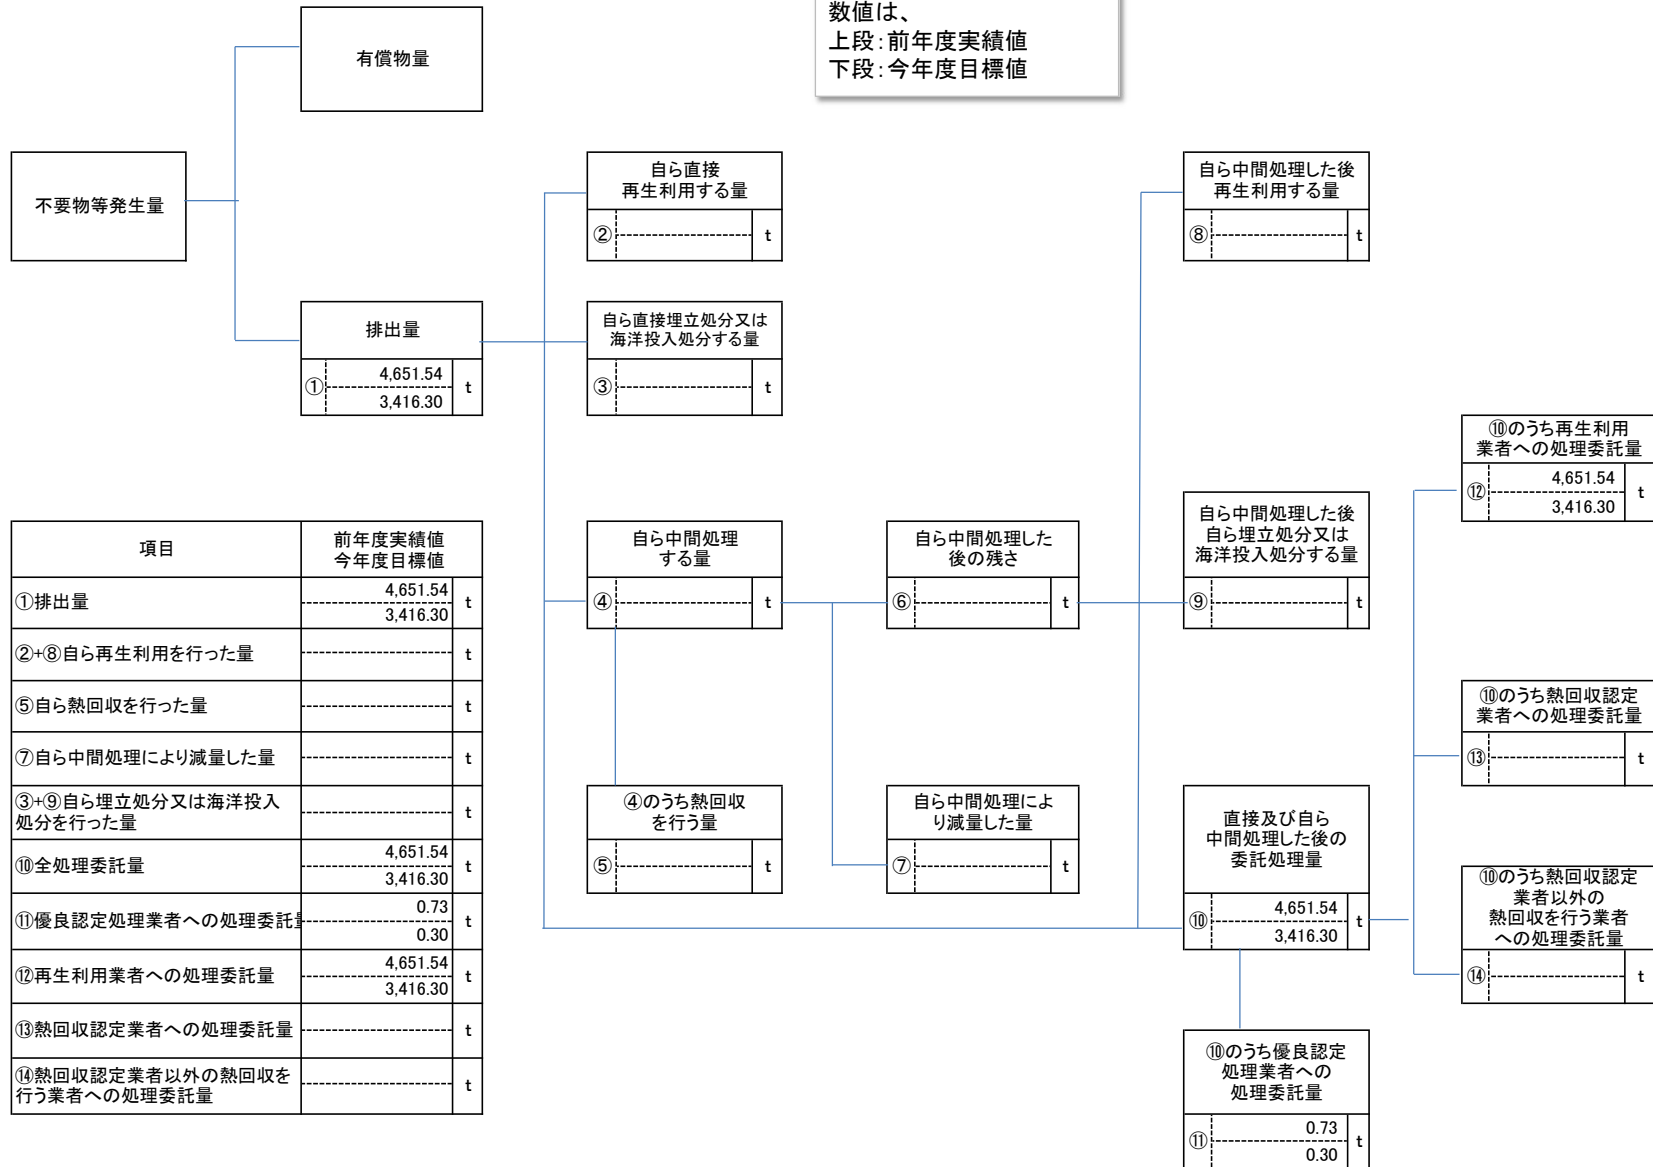 数値は、
上段:前年度実績値
下段:今年度目標値
有償物量
不要物等発生量
排出量
① 4,651.54 t
3,416.30
自ら直接
再生利用する量
② t
自ら直接埋立処分又は
海洋投入処分する量
③ t
自ら中間処理した後
再生利用する量
⑧ t
自ら中間処理
する量
④ t
自ら中間処理した
後の残さ
⑥ t
自ら中間処理した後
自ら埋立処分又は
海洋投入処分する量
⑨ t
⑩のうち再生利用
業者への処理委託量
⑫ 4,651.54 t
3,416.30
④のうち熱回収
を行う量
⑤ t
自ら中間処理によ
り減量した量
⑦ t
直接及び自ら
中間処理した後の
委託処理量
⑩ 4,651.54 t
3,416.30
⑩のうち熱回収認定
業者への処理委託量
⑬ t
⑩のうち熱回収認定
業者以外の
熱回収を行う業者
への処理委託量
⑭ t
⑩のうち優良認定
処理業者への
処理委託量
⑪ 0.73 t
0.30
項目 前年度実績値
今年度目標値
①排出量 4,651.54 t
3,416.30
②+⑧自ら再生利用を行った量 t
⑤自ら熱回収を行った量 t
⑦自ら中間処理により減量した量 t
③+⑨自ら埋立処分又は海洋投入
処分を行った量 t
⑩全処理委託量 4,651.54 t
3,416.30
⑪優良認定処理業者への処理委託 0.73 t
0.30
⑫再生利用業者への処理委託量 4,651.54 t
3,416.30
⑬熱回収認定業者への処理委託量 t
⑭熱回収認定業者以外の熱回収を
行う業者への処理委託量 t